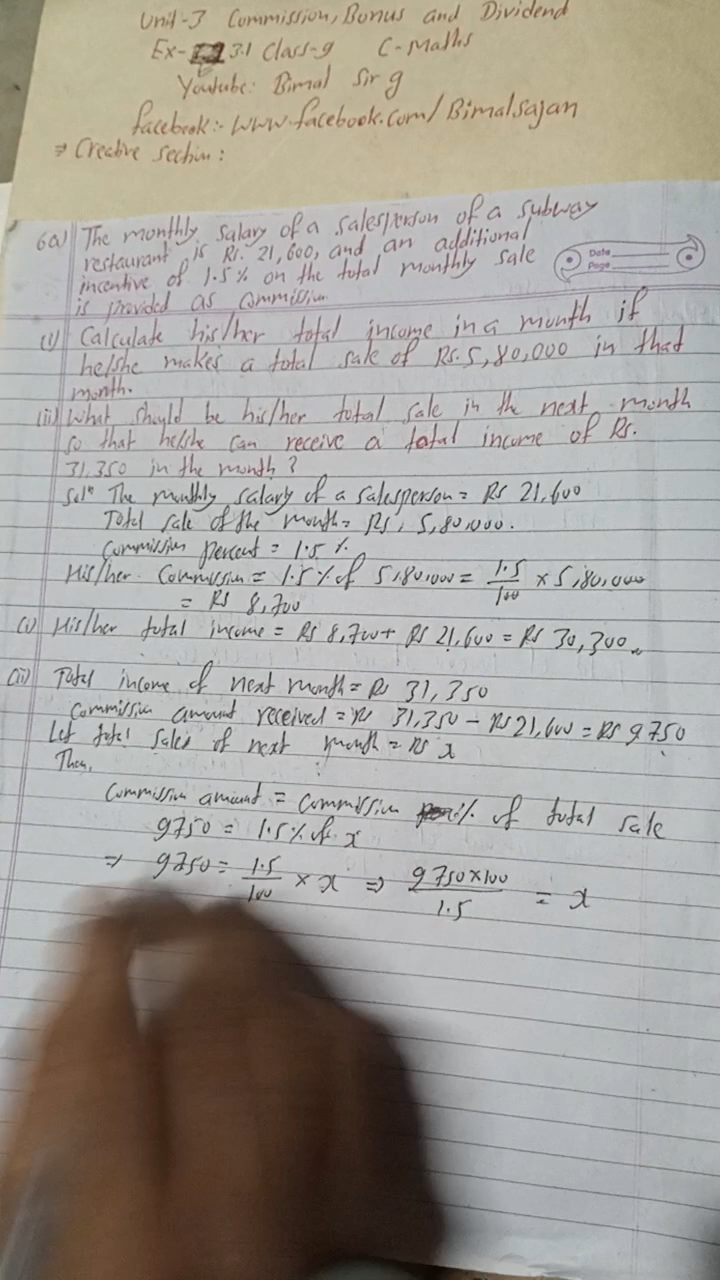 Unit-3 Commission, Bonus and Dividend
Ex- 3.1 Class-9 C-Maths
Youtube: Bimal Sir g
facebook:- www.facebook.com/Bimalsajan
⇒ Creative section:
6a) The monthly salary of a salesperson of a subway
restaurant is Rs. 21,600, and an additional
incentive of 1.5% on the total monthly sale
is provided as commission
Date
Page
(i) Calculate his/her total income in a month if
he/she makes a total sale of Rs. 5,80,000 in that
month.
(ii) What should be his/her total sale in the next month
so that he/she can receive a total income of Rs.
31,350 in the month?
Solⁿ The monthly salary of a salesperson = Rs 21,600
Total sale of the month = Rs, 5,80,000.
Commission percent = 1.5%
His/her Commission = 1.5% of 5,80,000 = 1.5/100 × 5,80,000
= Rs 8,700
(i) His/her total income = Rs 8,700 + Rs 21,600 = Rs 30,300
(ii) Total income of next month = Rs 31,350
Commission amount received = Rs 31,350 - Rs 21,600 = Rs 9750
Let total sales of next month = Rs x
Then,
Commission amount = Commission % of total sale
9750 = 1.5% of x
⇒ 9750 = 1.5/100 × x ⇒ 9750×100/1.5 = x